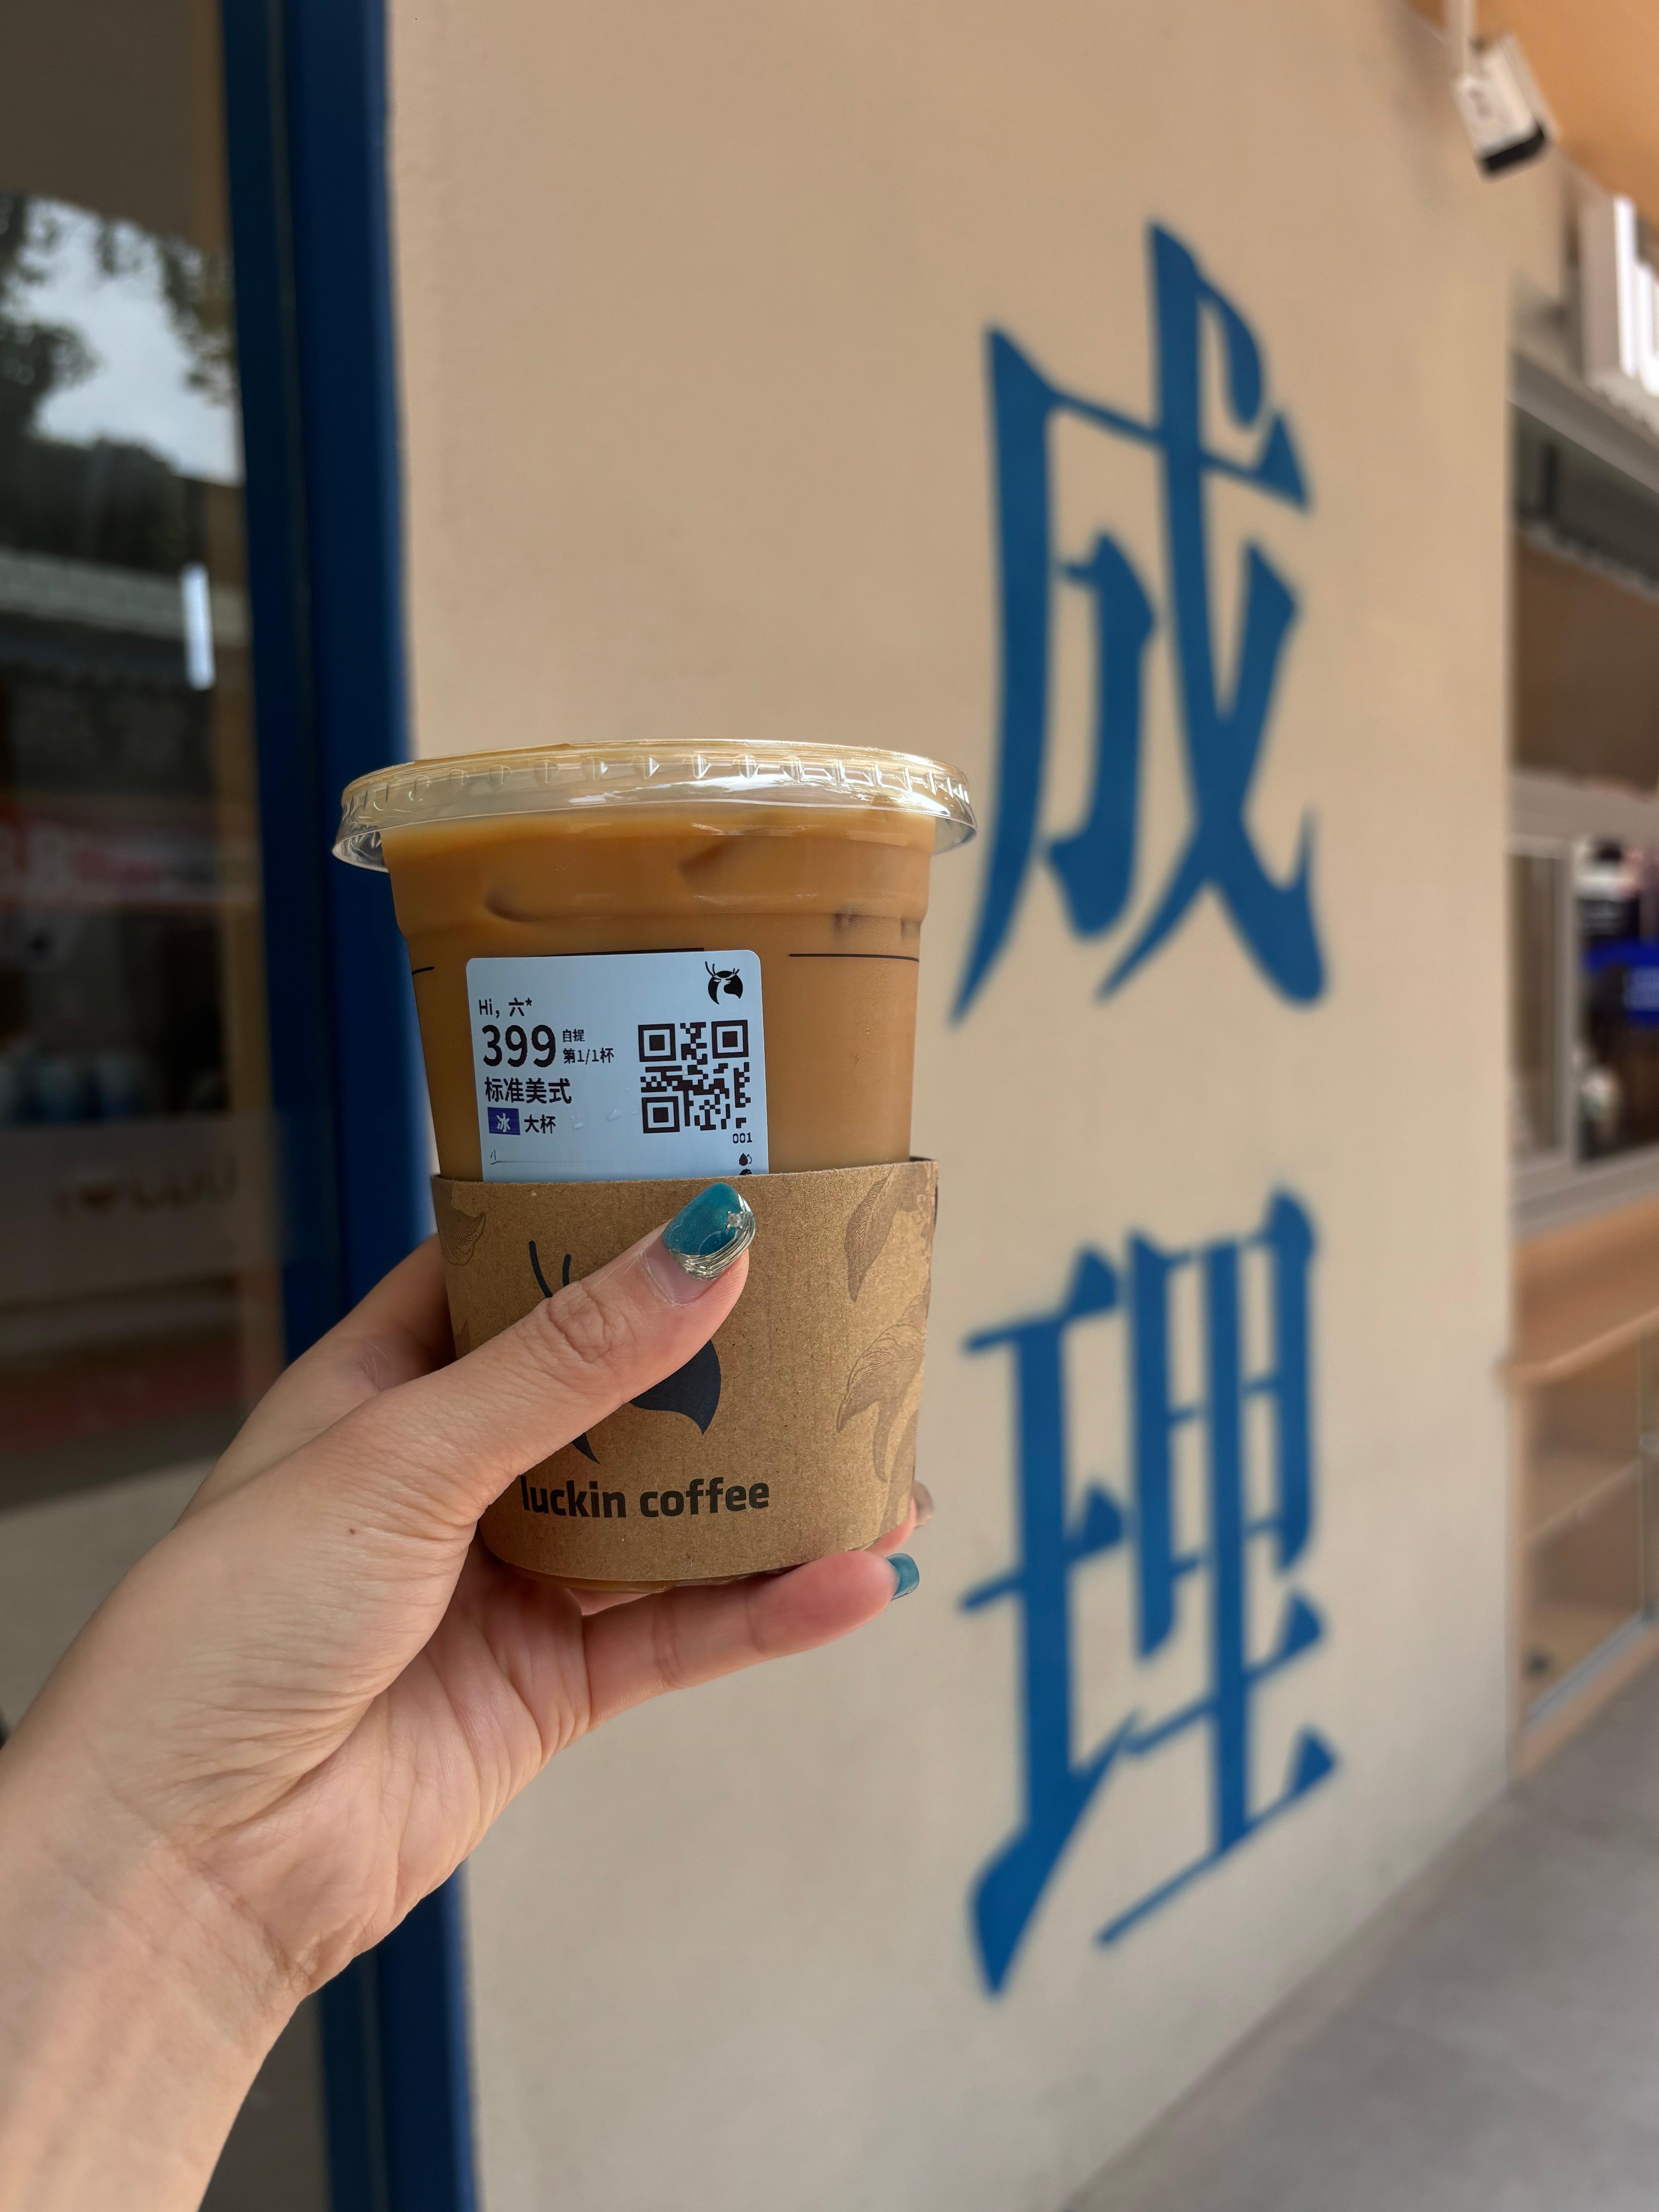 成
理
Hi, 六*
399 自提
第1/1杯
标准美式
冰 大杯
001
luckin coffee